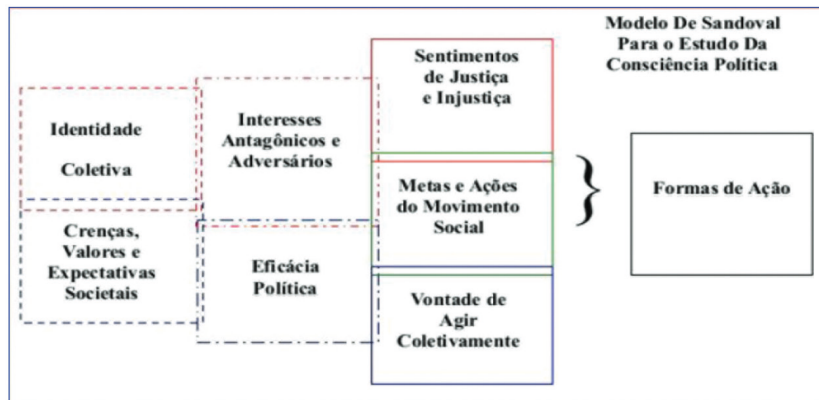 Modelo De Sandoval
Para o Estudo Da
Consciência Política
Identidade
Coletiva
Crenças,
Valores e
Expectativas
Societais
Interesses
Antagônicos e
Adversários
Eficácia
Política
Sentimentos
de Justiça
e Injustiça
Metas e Ações
do Movimento
Social
Vontade de
Agir
Coletivamente
}
Formas de Ação